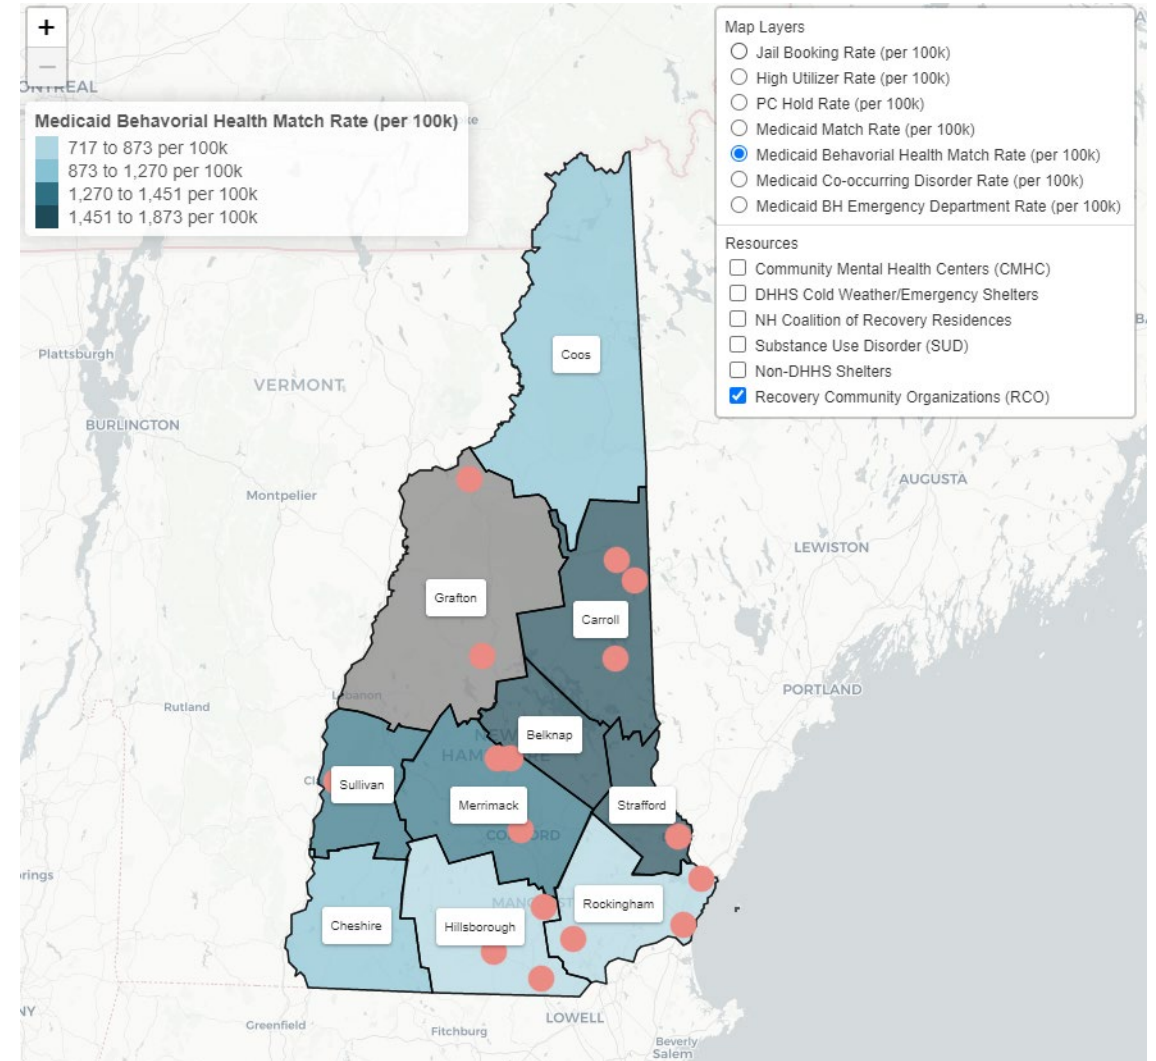 +
−
Medicaid Behavorial Health Match Rate (per 100k)
717 to 873 per 100k
873 to 1,270 per 100k
1,270 to 1,451 per 100k
1,451 to 1,873 per 100k
Map Layers
Jail Booking Rate (per 100k)
High Utilizer Rate (per 100k)
PC Hold Rate (per 100k)
Medicaid Match Rate (per 100k)
Medicaid Behavorial Health Match Rate (per 100k)
Medicaid Co-occurring Disorder Rate (per 100k)
Medicaid BH Emergency Department Rate (per 100k)
Resources
Community Mental Health Centers (CMHC)
DHHS Cold Weather/Emergency Shelters
NH Coalition of Recovery Residences
Substance Use Disorder (SUD)
Non-DHHS Shelters
Recovery Community Organizations (RCO)
Plattsburgh
VERMONT
BURLINGTON
Montpelier
Coos
AUGUSTA
LEWISTON
Grafton
Carroll
PORTLAND
Lebanon
Rutland
Belknap
Sullivan
Merrimack
Strafford
Rockingham
Cheshire
Hillsborough
LOWELL
Greenfield
Fitchburg
Beverly
Salem